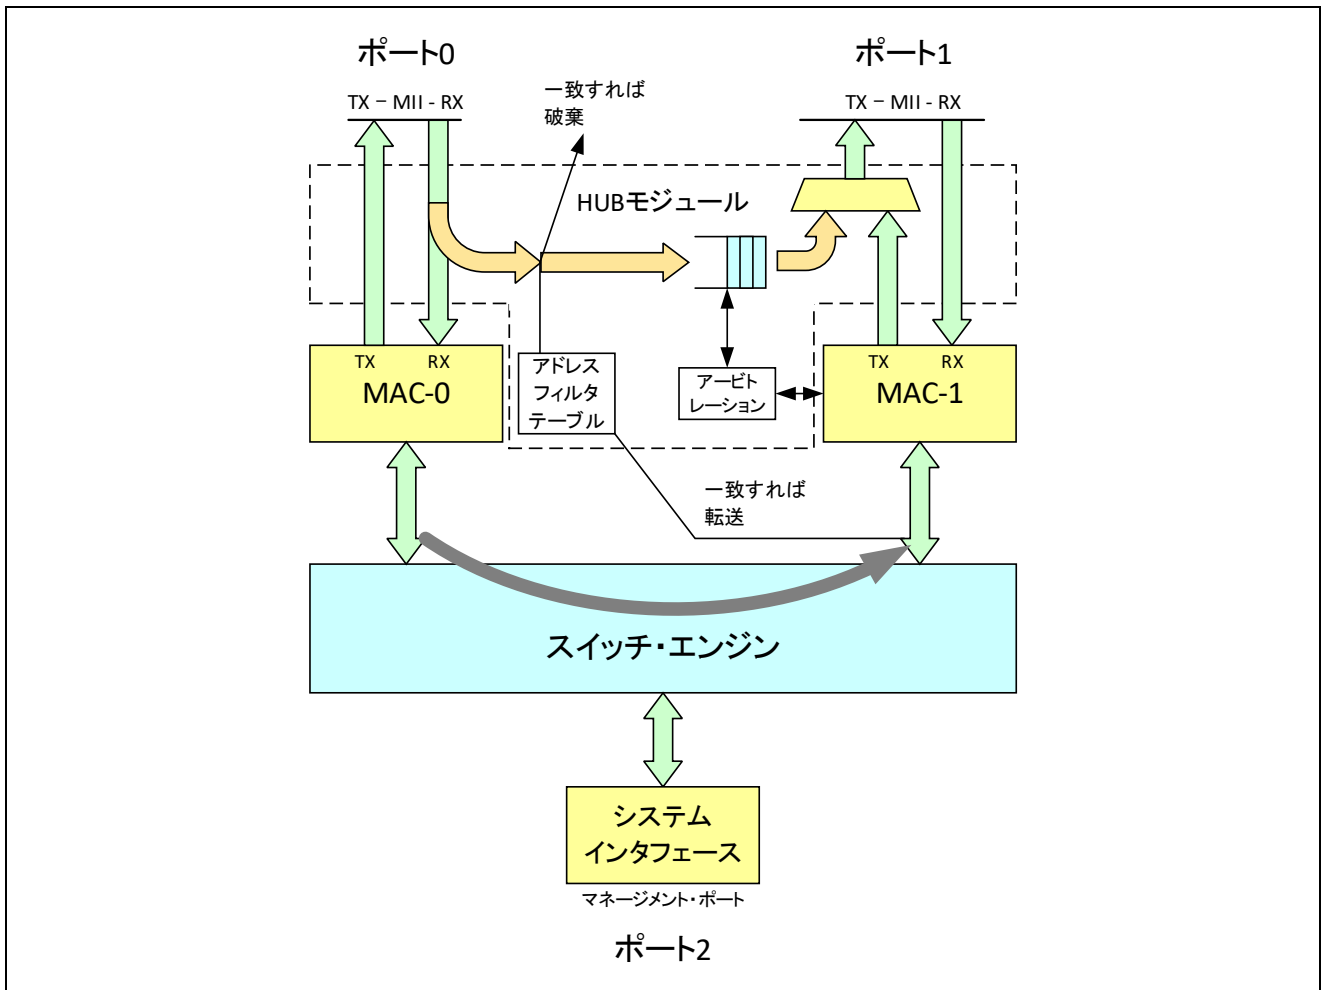 ポート0
ポート1
TX – MII - RX
TX – MII - RX
一致すれば
破棄
HUBモジュール
TX
RX
MAC-0
アドレス
フィルタ
テーブル
アービト
レーション
TX
RX
MAC-1
一致すれば
転送
スイッチ・エンジン
システム
インタフェース
マネージメント・ポート
ポート2